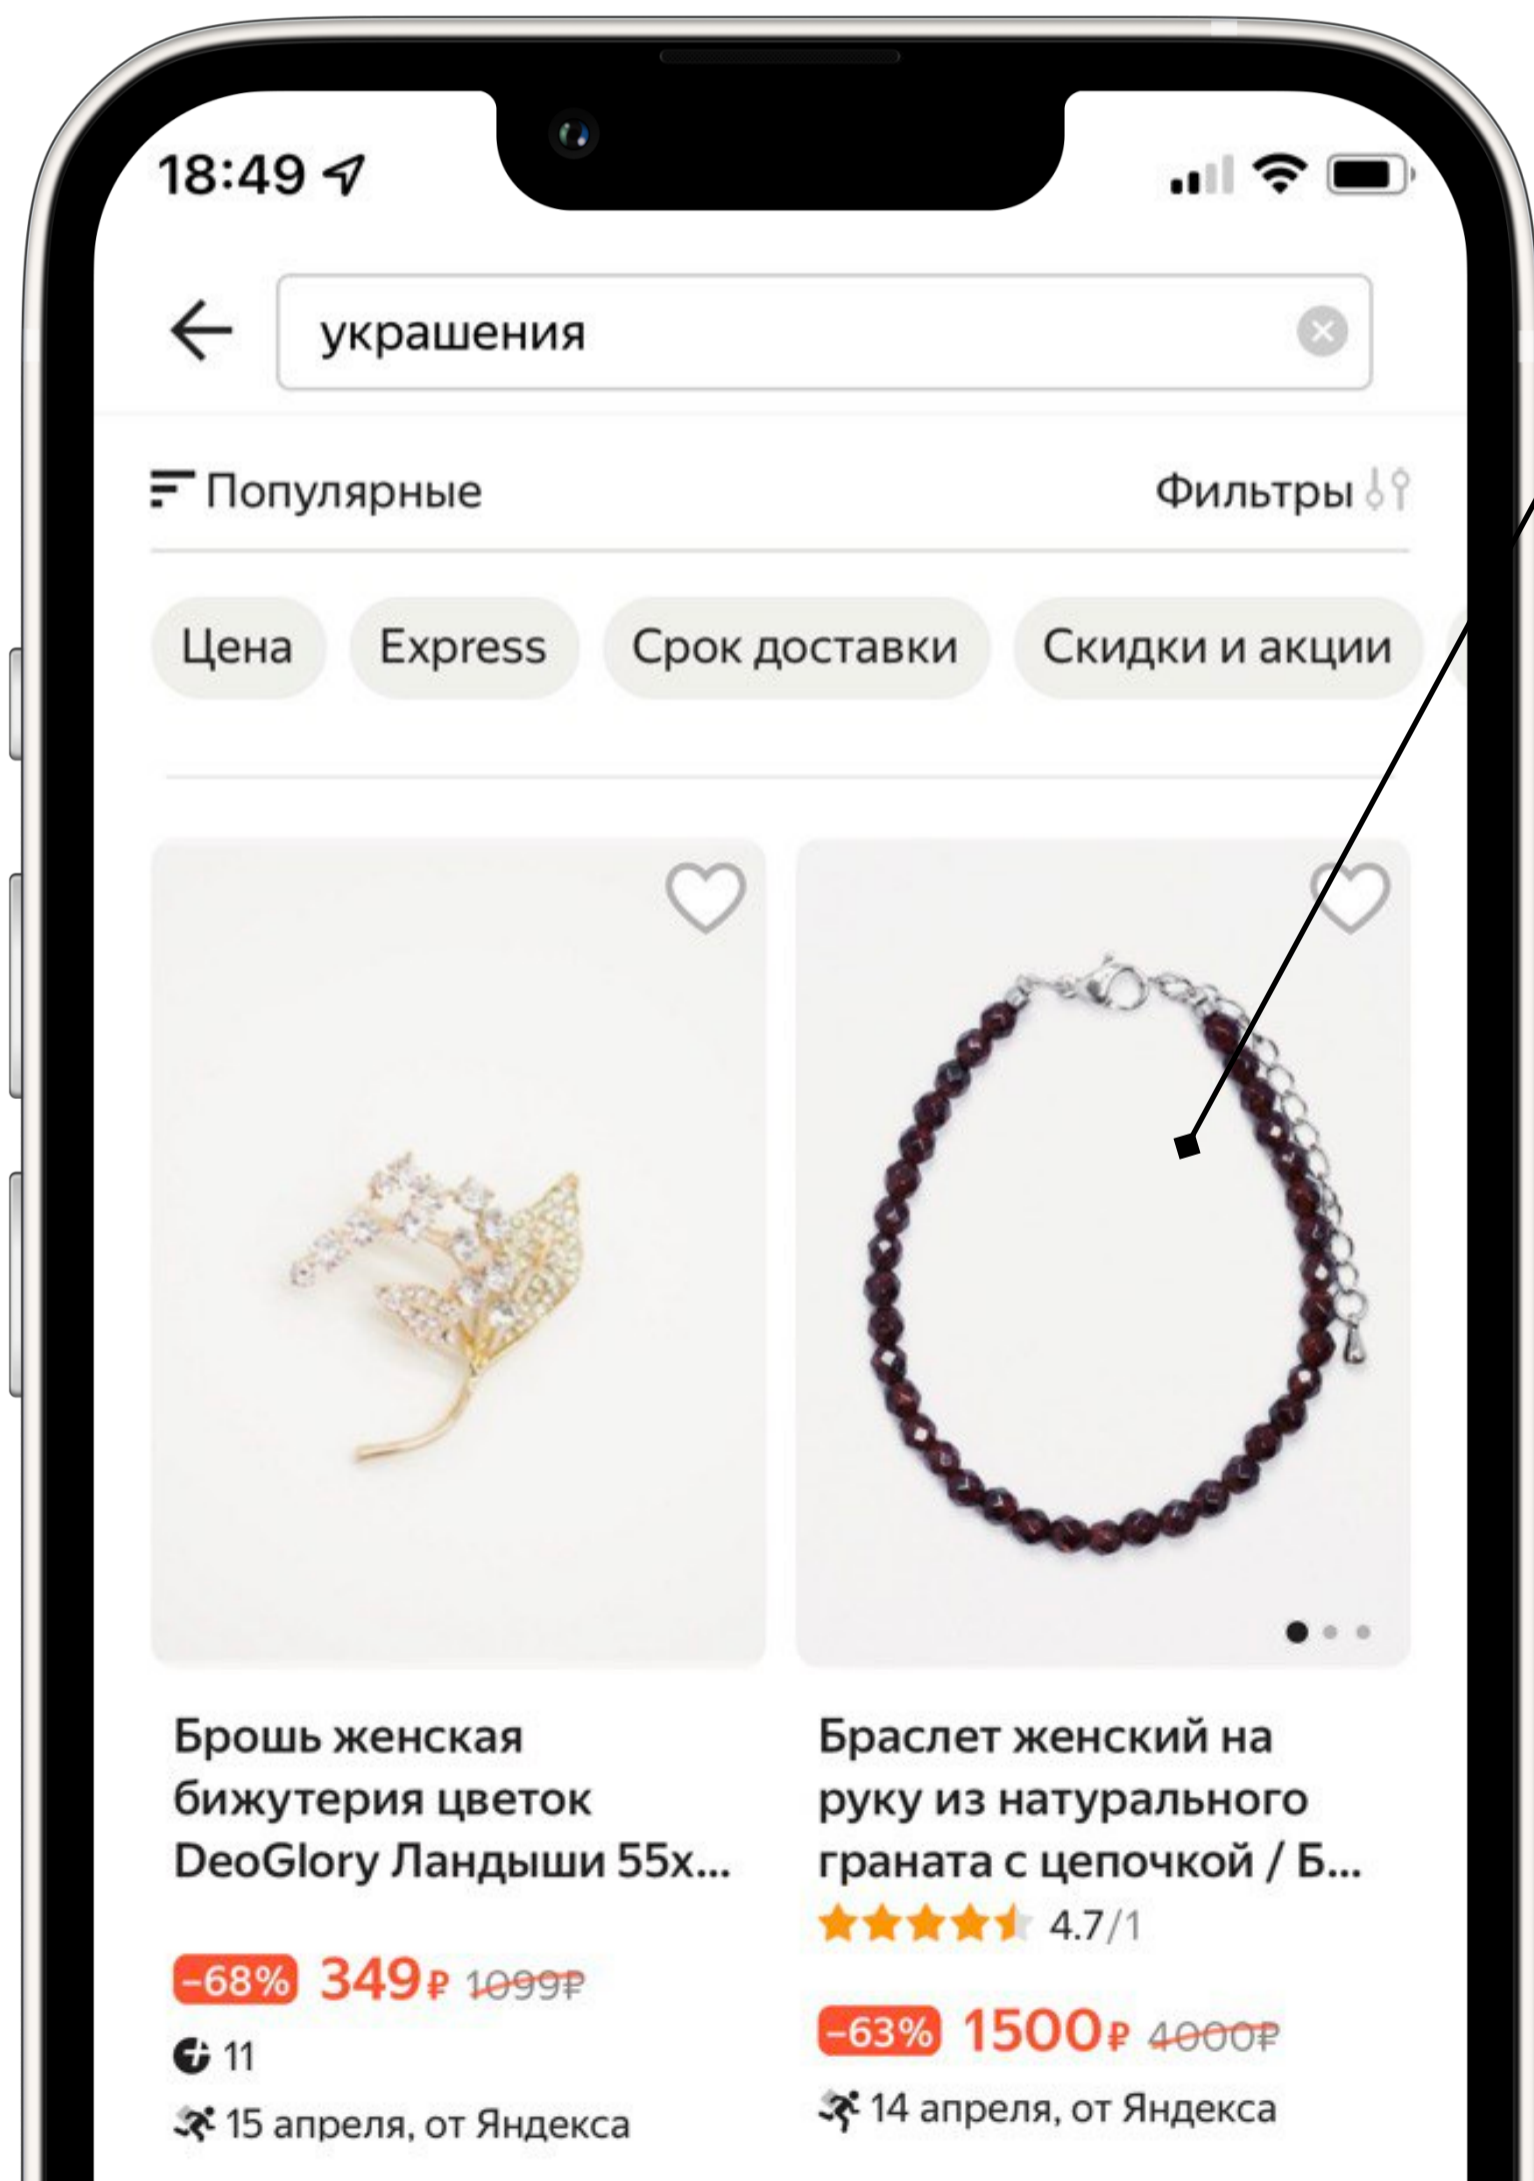 18:49
украшения
Популярные
Фильтры
Цена
Express
Срок доставки
Скидки и акции
Брошь женская
бижутерия цветок
DeoGlory Ландыши 55x...
–68% 349₽ 1099₽
11
15 апреля, от Яндекса
Браслет женский на
руку из натурального
граната с цепочкой / Б...
4.7/1
–63% 1500₽ 4000₽
14 апреля, от Яндекса